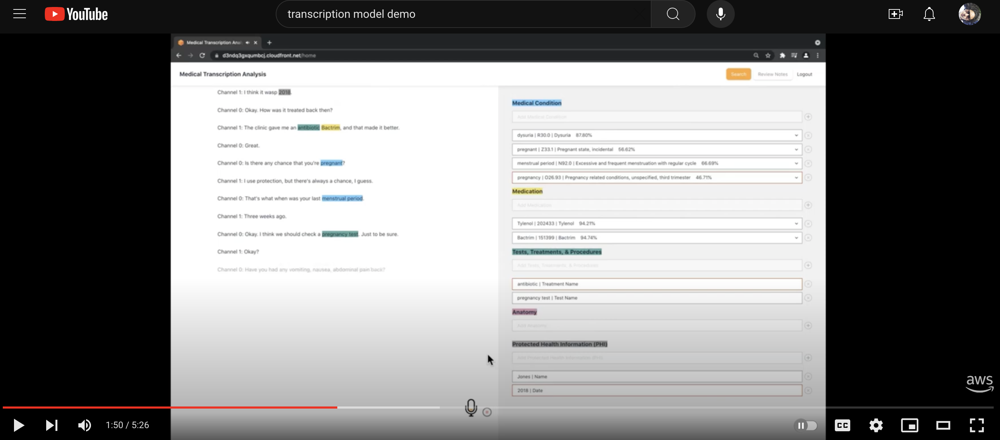 YouTube
transcription model demo
Medical Transcription Anal
d3ndq3gxqumbcj.cloudfront.net/home
Medical Transcription Analysis
Search
Review Notes
Logout
Channel 1: I think it wasp 2018.
Channel 0: Okay. How was it treated back then?
Channel 1: The clinic gave me an antibiotic Bactrim, and that made it better.
Channel 0: Great.
Channel 0: Is there any chance that you're pregnant?
Channel 1: I use protection, but there's always a chance, I guess.
Channel 0: That's what when was your last menstrual period.
Channel 1: Three weeks ago.
Channel 0: Okay. I think we should check a pregnancy test. Just to be sure.
Channel 1: Okay?
Channel 0: Have you had any vomiting, nausea, abdominal pain back?
Medical Condition
Add Medical Condition
dysuria | R30.0 | Dysuria 87.80%
pregnant | Z33.1 | Pregnant state, incidental 56.62%
menstrual period | N92.0 | Excessive and frequent menstruation with regular cycle 66.69%
pregnancy | O26.93 | Pregnancy related conditions, unspecified, third trimester 46.71%
Medication
Add Medication
Tylenol | 202433 | Tylenol 94.21%
Bactrim | 151399 | Bactrim 94.74%
Tests, Treatments, & Procedures
Add Tests, Treatments, & Procedures
antibiotic | Treatment Name
pregnancy test | Test Name
Anatomy
Add Anatomy
Protected Health Information (PHI)
Add Protected Health Information (PHI)
Jones | Name
2018 | Date
aws
1:50 / 5:26
CC